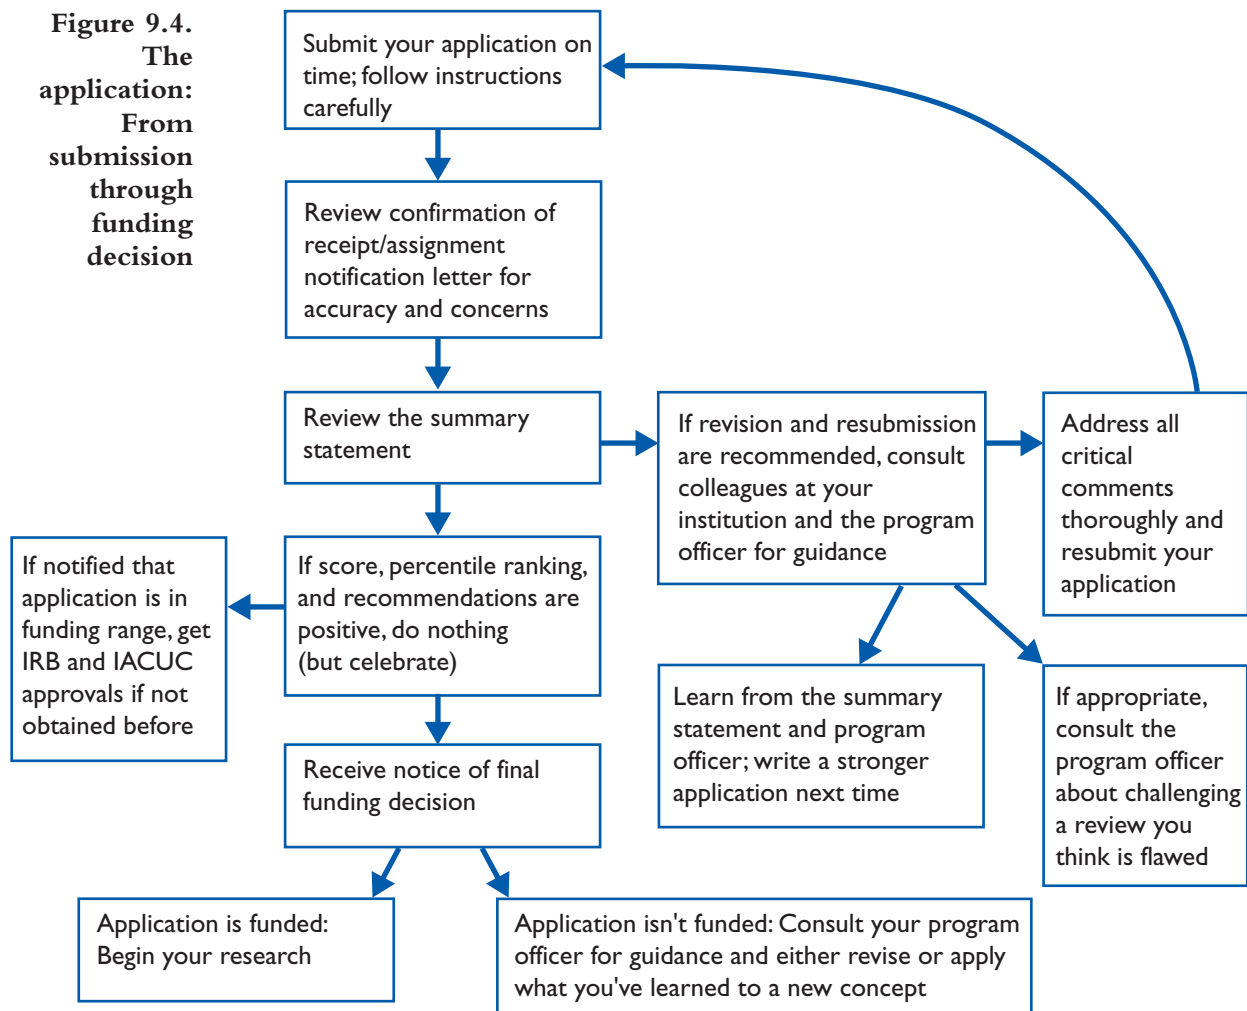 Figure 9.4.
The
application:
From
submission
through
funding
decision
Submit your application on
time; follow instructions
carefully
Review confirmation of
receipt/assignment
notification letter for
accuracy and concerns
Review the summary
statement
If revision and resubmission
are recommended, consult
colleagues at your
institution and the program
officer for guidance
Address all
critical
comments
thoroughly and
resubmit your
application
If notified that
application is in
funding range, get
IRB and IACUC
approvals if not
obtained before
If score, percentile ranking,
and recommendations are
positive, do nothing
(but celebrate)
Learn from the summary
statement and program
officer; write a stronger
application next time
If appropriate,
consult the
program officer
about challenging
a review you
think is flawed
Receive notice of final
funding decision
Application is funded:
Begin your research
Application isn't funded: Consult your program
officer for guidance and either revise or apply
what you've learned to a new concept